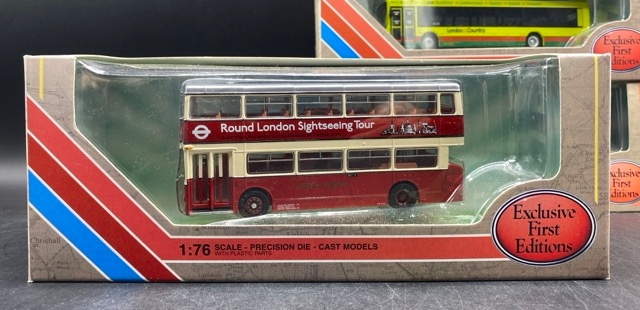 London & Country
Exclusive
First
Editions
Round London Sightseeing Tour
Exclusive
First
Editions
Exclusive
First
Editions
Chrishall
1:76 SCALE - PRECISION DIE - CAST MODELS
WITH PLASTIC PARTS